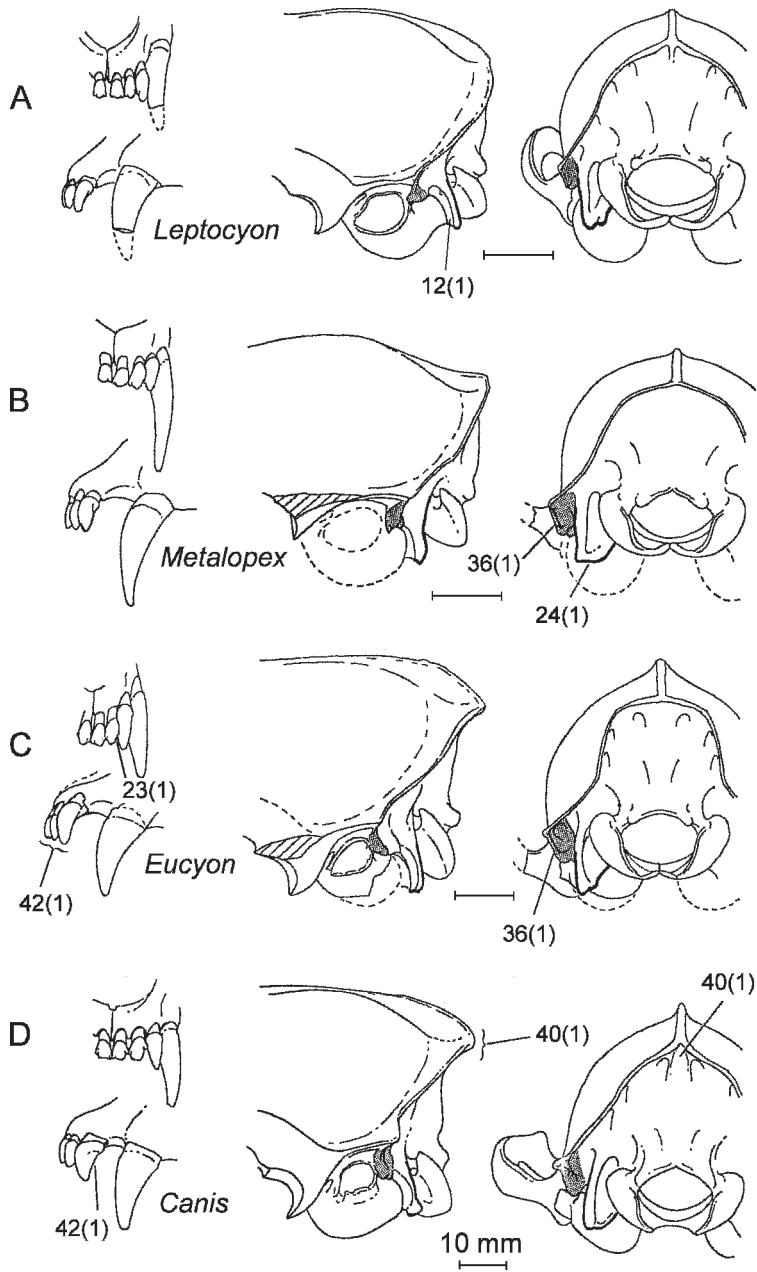 A
Leptocyon
12(1)
B
Metalopex
36(1)
24(1)
C
23(1)
42(1)
Eucyon
36(1)
D
40(1)
40(1)
42(1)
Canis
10 mm